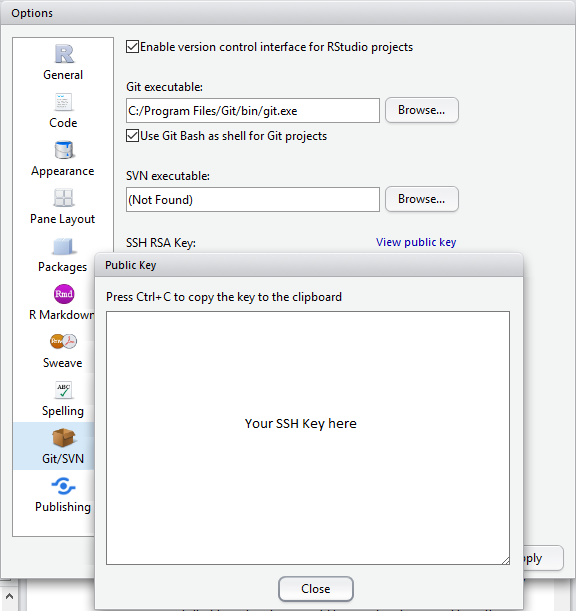 Options
Enable version control interface for RStudio projects
General
Git executable:
C:/Program Files/Git/bin/git.exe
Browse...
Code
Use Git Bash as shell for Git projects
Appearance
SVN executable:
(Not Found)
Browse...
Pane Layout
SSH RSA Key:
View public key
Packages
Public Key
Rmd
R Markdown
Press Ctrl+C to copy the key to the clipboard
Sweave
ABC
Spelling
Your SSH Key here
Git/SVN
Publishing
Close